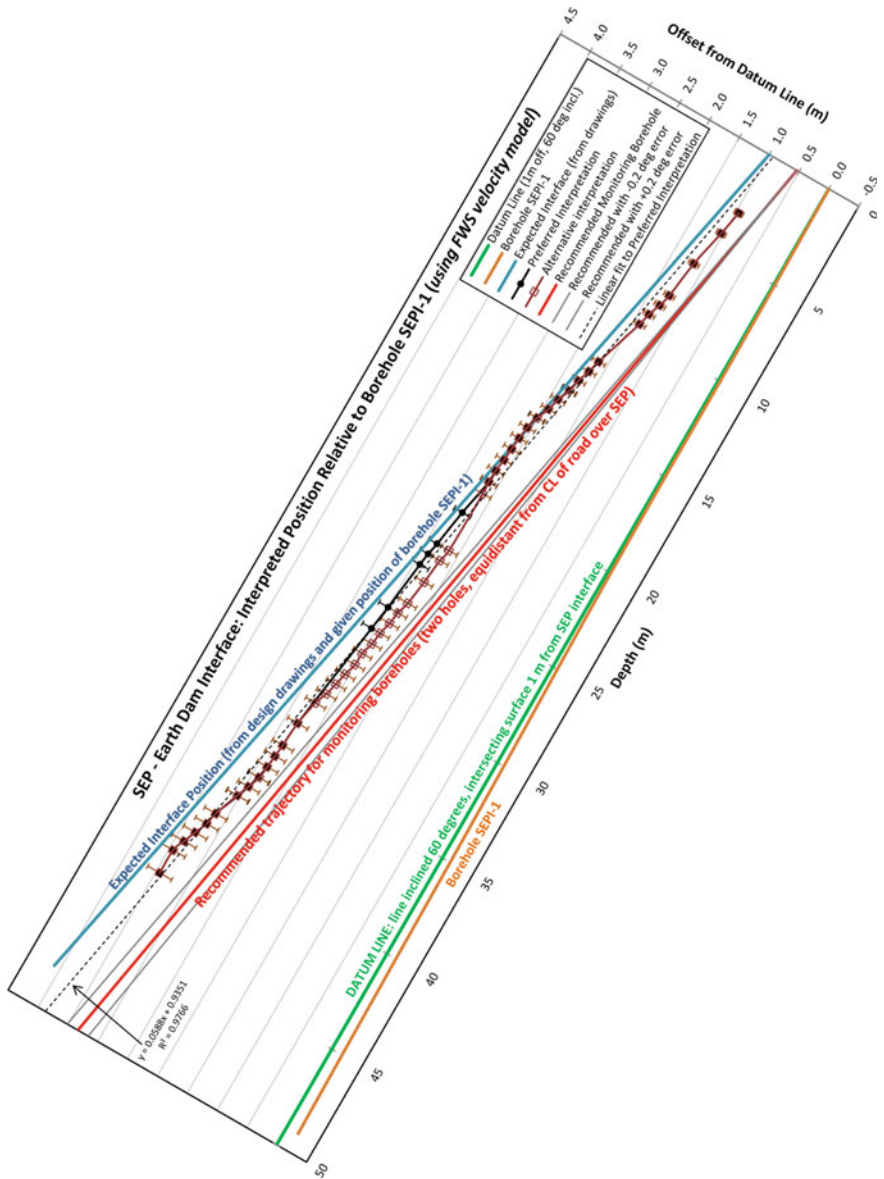 SEP - Earth Dam Interface: Interpreted Position Relative to Borehole SEPI-1 (using FWS velocity model)
Offset from Datum Line (m)
4.5
4.0
3.5
3.0
2.5
2.0
1.5
1.0
0.5
0.0
-0.5
Datum Line (1m off, 60 deg incl.)
Borehole SEPI-1
Expected Interface (from drawings)
Preferred Interpretation
Alternative interpretation
Recommended Monitoring Borehole
Recommended with -0.2 deg error
Recommended with +0.2 deg error
Linear fit to Preferred Interpretation
Expected Interface Position (from design drawings and given position of borehole SEPI-1)
Recommended trajectory for monitoring boreholes (two holes, equidistant from CL of road over SEP)
y = 0.0588x + 0.9351
R² = 0.9766
DATUM LINE: line inclined 60 degrees, intersecting surface 1 m from SEP interface
Borehole SEPI-1
0
5
10
15
20
25
30
35
40
45
50
Depth (m)